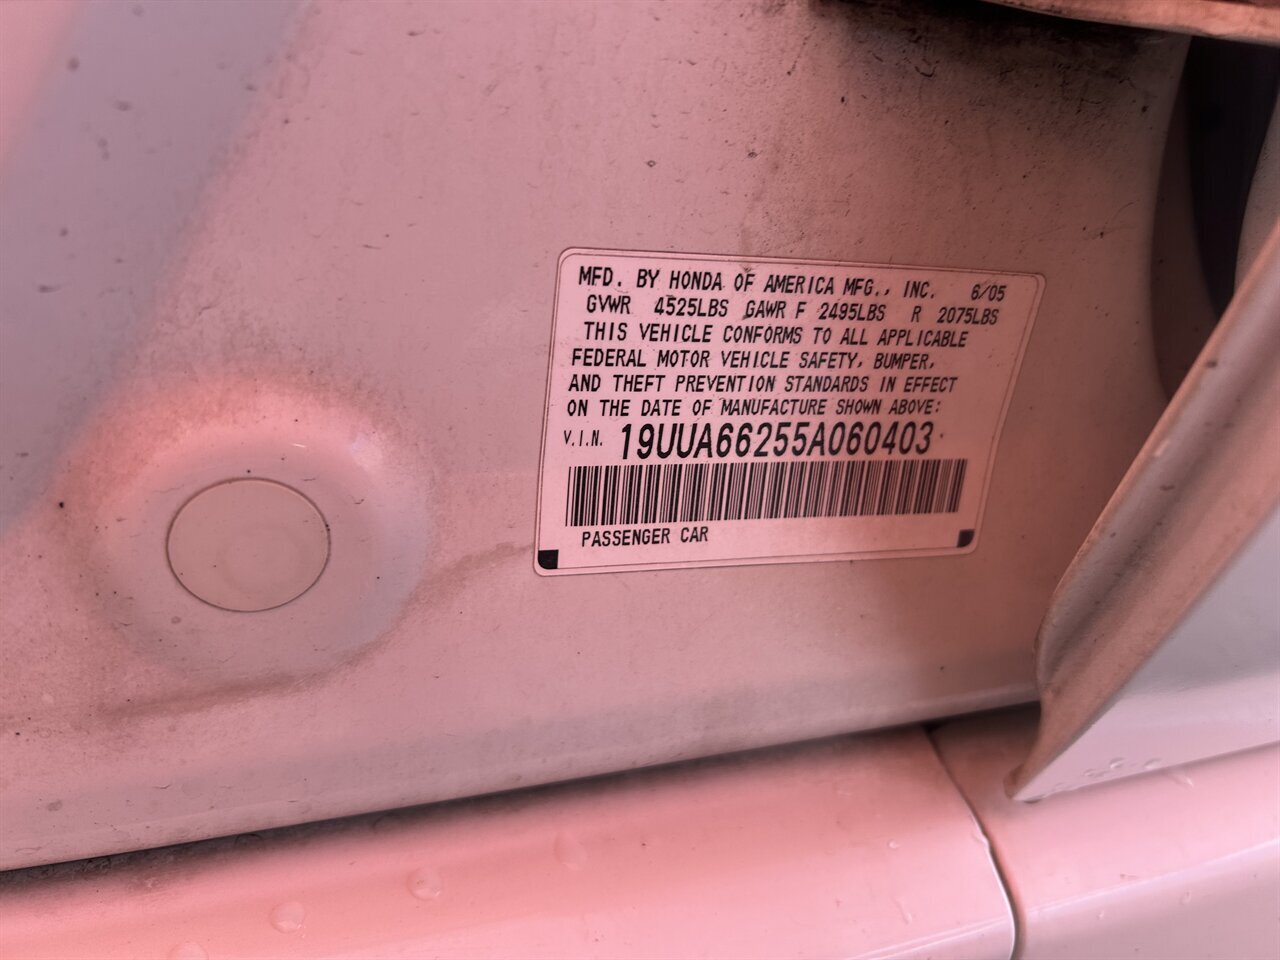 MFD. BY HONDA OF AMERICA MFG., INC. 6/05
GVWR 4525LBS GAWR F 2495LBS R 2075LBS
THIS VEHICLE CONFORMS TO ALL APPLICABLE
FEDERAL MOTOR VEHICLE SAFETY, BUMPER,
AND THEFT PREVENTION STANDARDS IN EFFECT
ON THE DATE OF MANUFACTURE SHOWN ABOVE:
V.I.N. 19UUA66255A060403
PASSENGER CAR